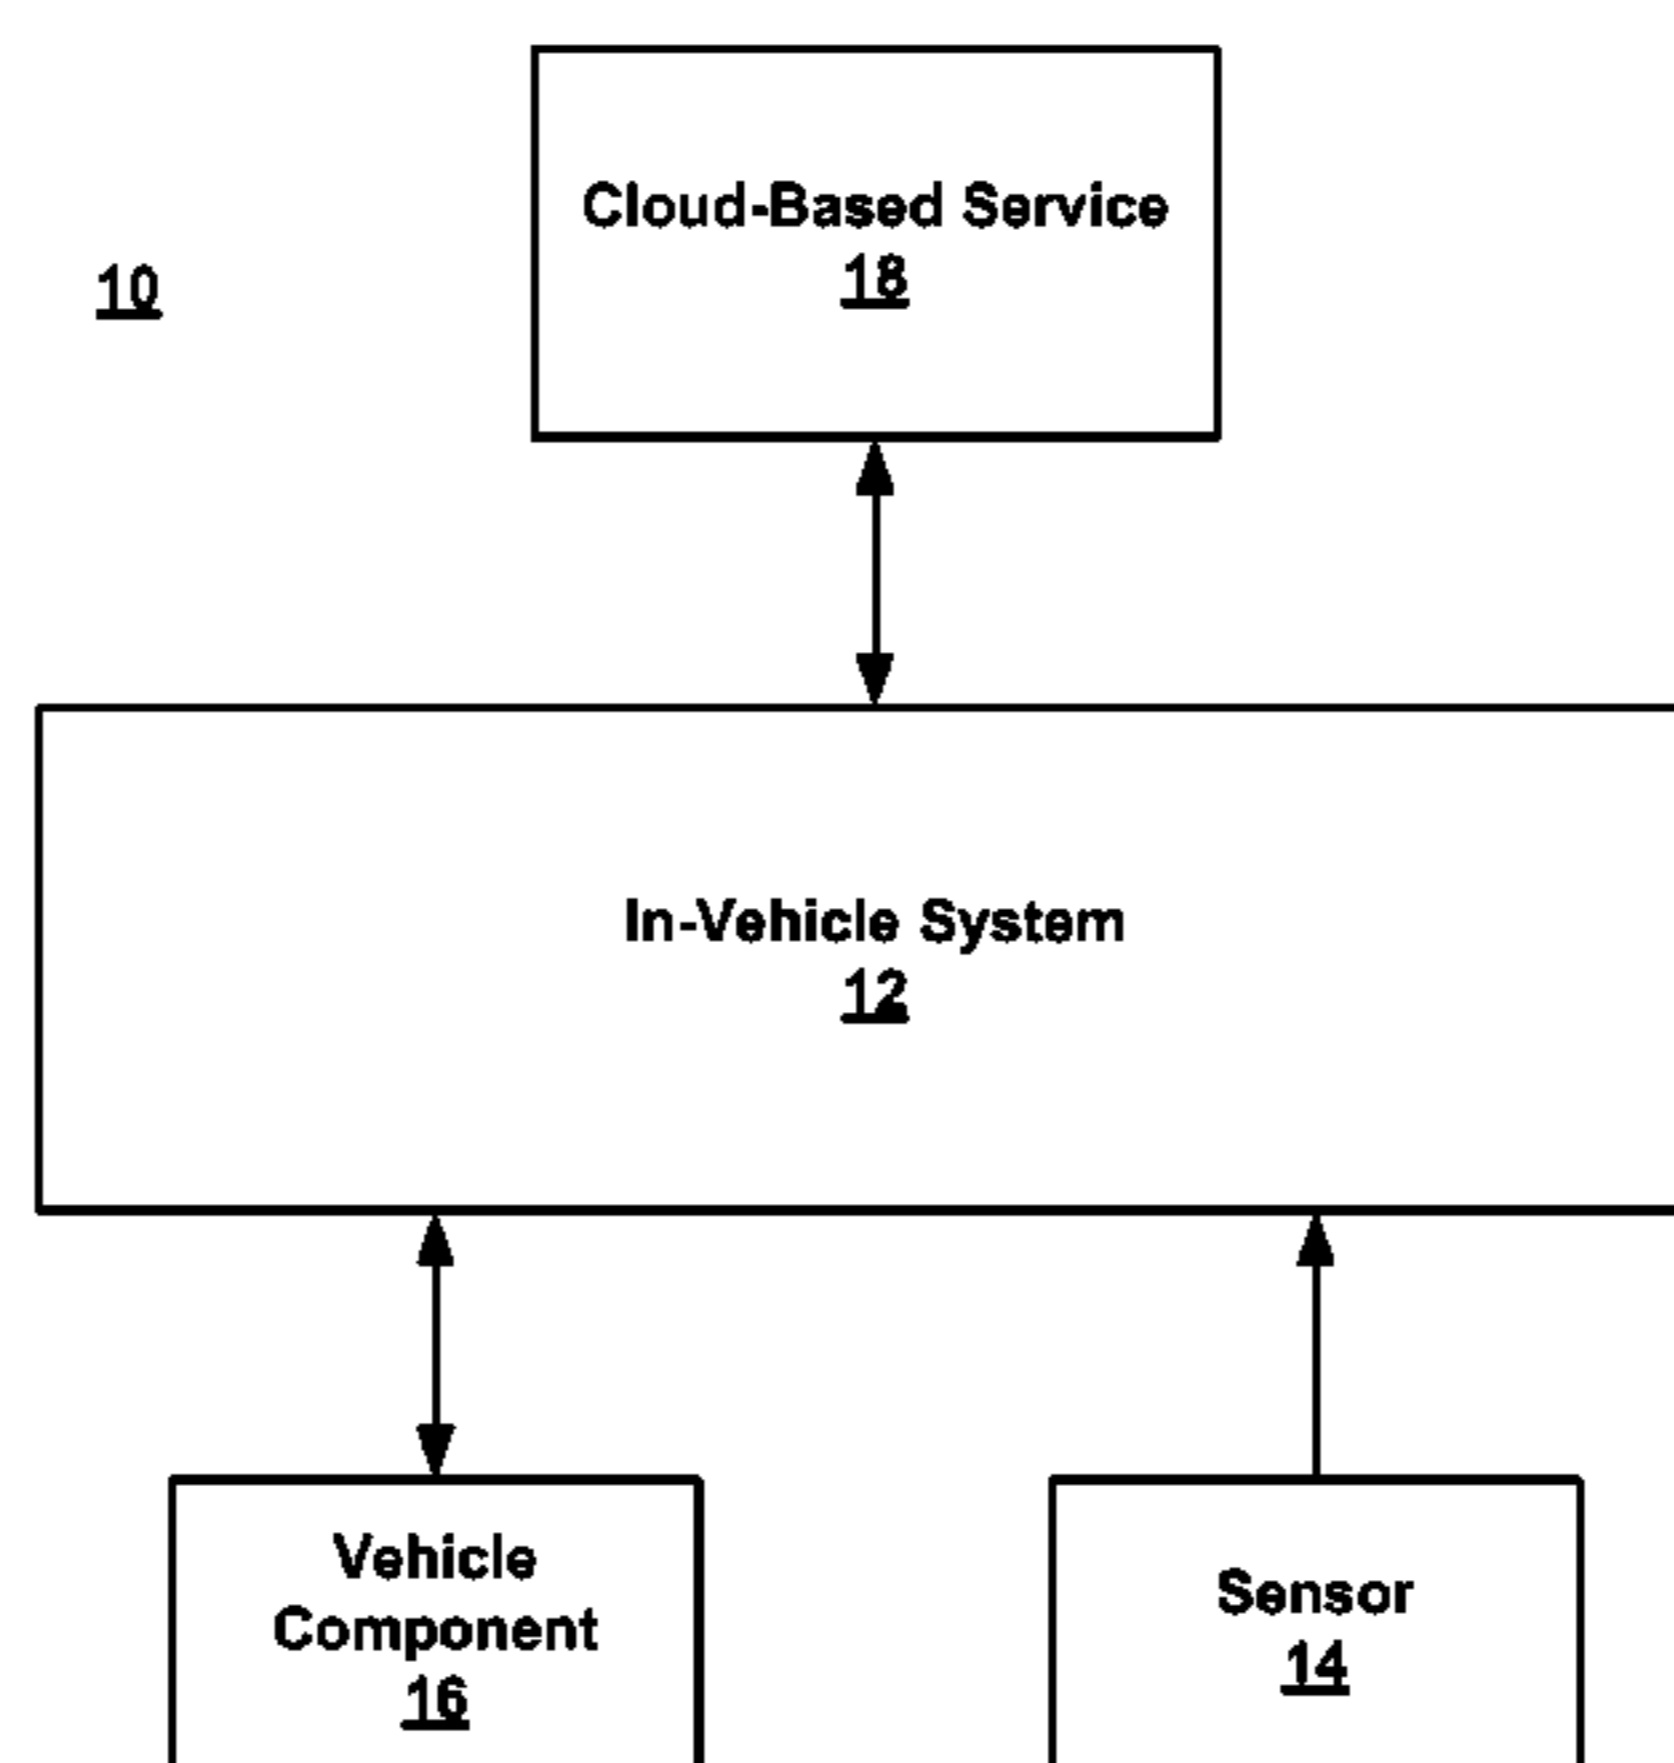 Cloud-Based Service
18
10
In-Vehicle System
12
Vehicle
Component
16
Sensor
14